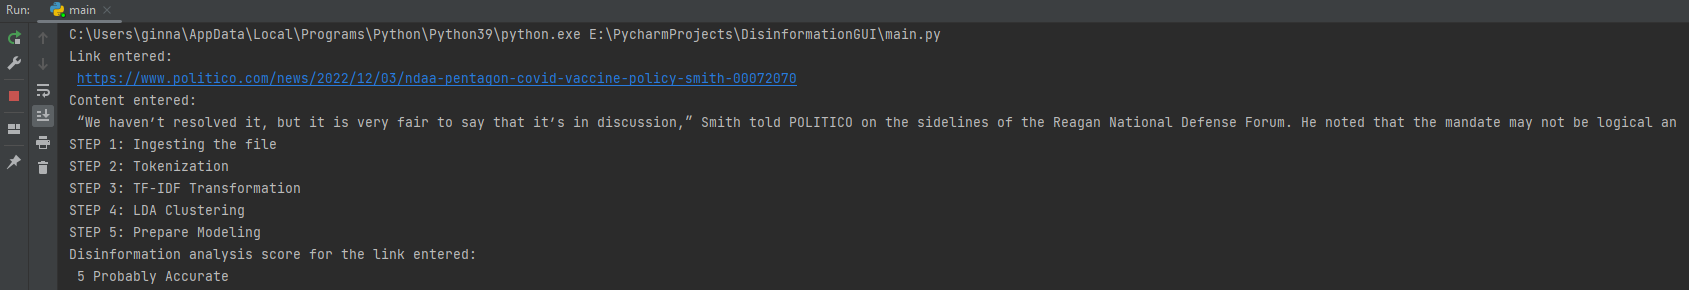 Run: main
C:\Users\ginna\AppData\Local\Programs\Python\Python39\python.exe E:\PycharmProjects\DisinformationGUI\main.py
Link entered:
https://www.politico.com/news/2022/12/03/ndaa-pentagon-covid-vaccine-policy-smith-00072070
Content entered:
“We haven’t resolved it, but it is very fair to say that it’s in discussion,” Smith told POLITICO on the sidelines of the Reagan National Defense Forum. He noted that the mandate may not be logical an
STEP 1: Ingesting the file
STEP 2: Tokenization
STEP 3: TF-IDF Transformation
STEP 4: LDA Clustering
STEP 5: Prepare Modeling
Disinformation analysis score for the link entered:
5 Probably Accurate